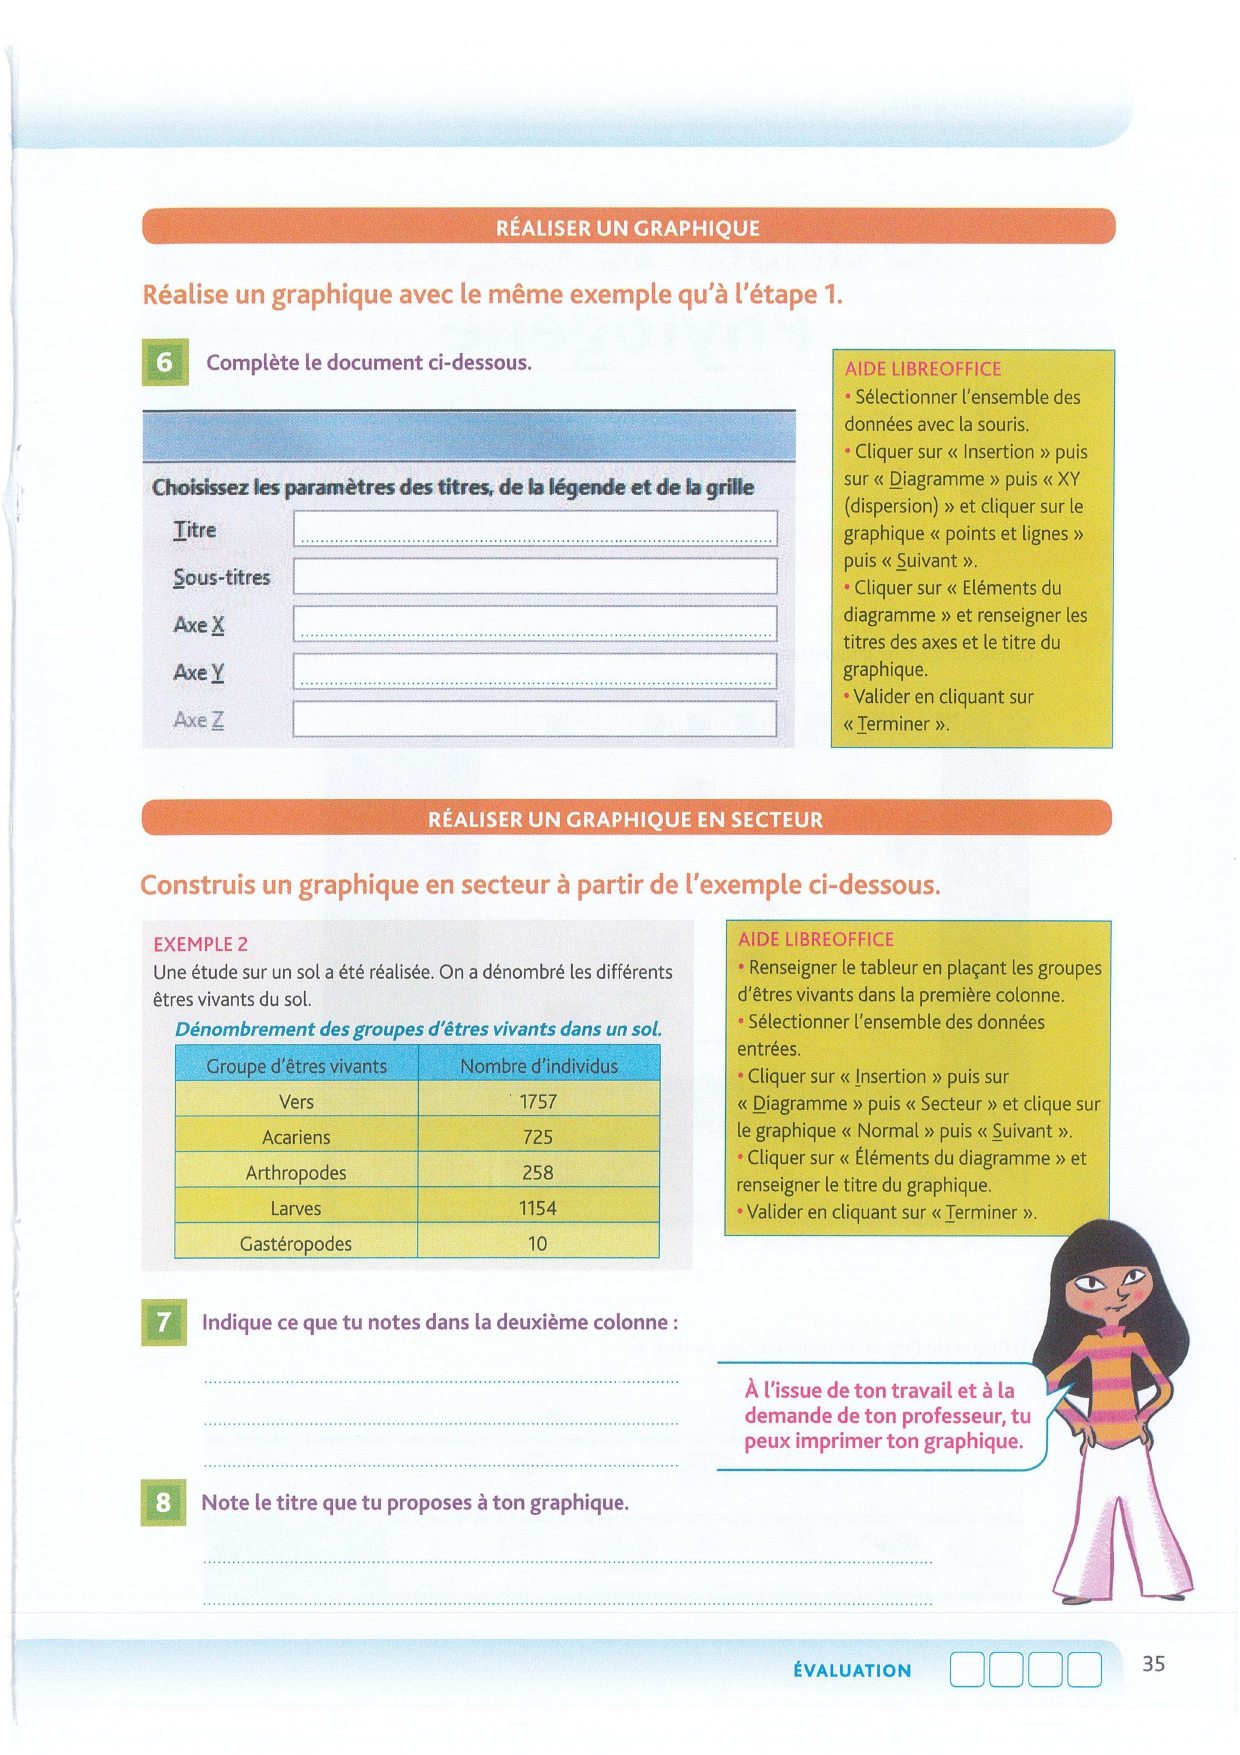 RÉALISER UN GRAPHIQUE
Réalise un graphique avec le même exemple qu'à l'étape 1.
6 Complète le document ci-dessous.
Choisissez les paramètres des titres, de la légende et de la grille
Titre
Sous-titres
Axe X
Axe Y
Axe Z
AIDE LIBREOFFICE
• Sélectionner l'ensemble des
données avec la souris.
• Cliquer sur « Insertion » puis
sur « Diagramme » puis « XY
(dispersion) » et cliquer sur le
graphique « points et lignes »
puis « Suivant ».
• Cliquer sur « Eléments du
diagramme » et renseigner les
titres des axes et le titre du
graphique.
• Valider en cliquant sur
« Terminer ».
RÉALISER UN GRAPHIQUE EN SECTEUR
Construis un graphique en secteur à partir de l'exemple ci-dessous.
EXEMPLE 2
Une étude sur un sol a été réalisée. On a dénombré les différents
êtres vivants du sol.
Dénombrement des groupes d'êtres vivants dans un sol.
Groupe d'êtres vivants Nombre d'individus
Vers 1757
Acariens 725
Arthropodes 258
Larves 1154
Gastéropodes 10
AIDE LIBREOFFICE
• Renseigner le tableur en plaçant les groupes
d'êtres vivants dans la première colonne.
• Sélectionner l'ensemble des données
entrées.
• Cliquer sur « Insertion » puis sur
« Diagramme » puis « Secteur » et clique sur
le graphique « Normal » puis « Suivant ».
• Cliquer sur « Éléments du diagramme » et
renseigner le titre du graphique.
• Valider en cliquant sur « Terminer ».
7 Indique ce que tu notes dans la deuxième colonne :
À l'issue de ton travail et à la
demande de ton professeur, tu
peux imprimer ton graphique.
8 Note le titre que tu proposes à ton graphique.
ÉVALUATION
35